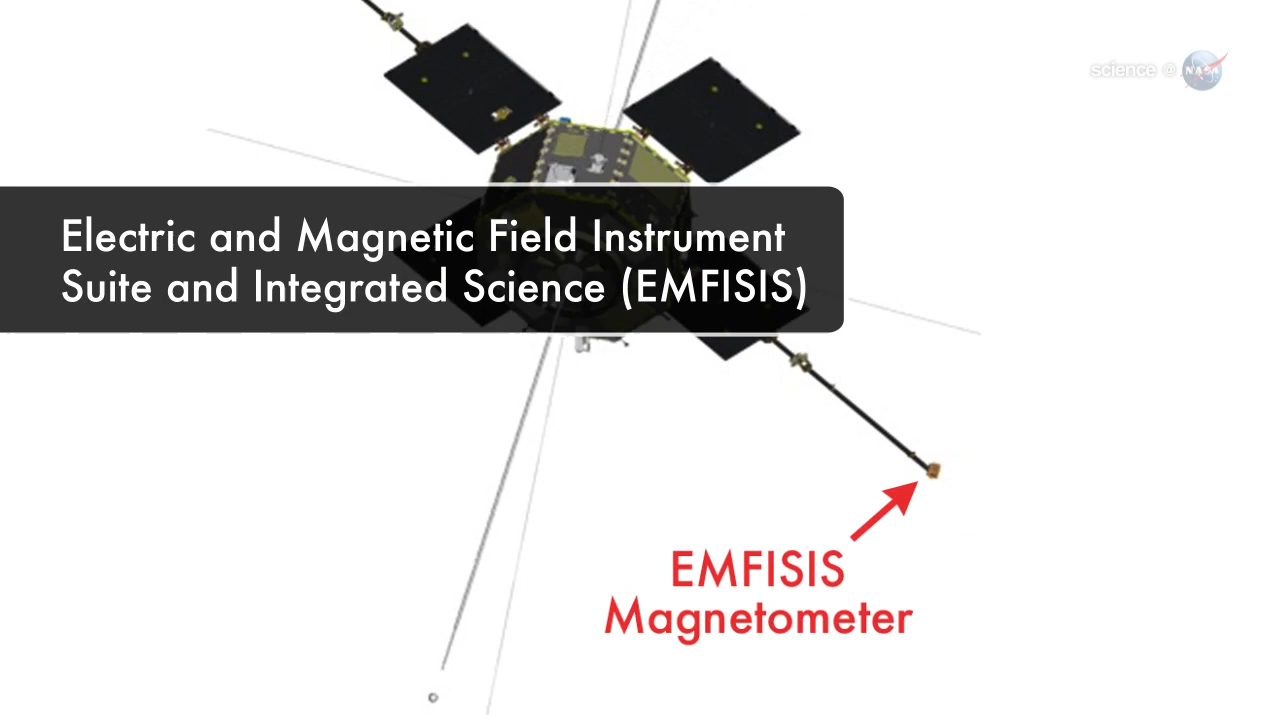 science @ NASA
Electric and Magnetic Field Instrument
Suite and Integrated Science (EMFISIS)
EMFISIS
Magnetometer